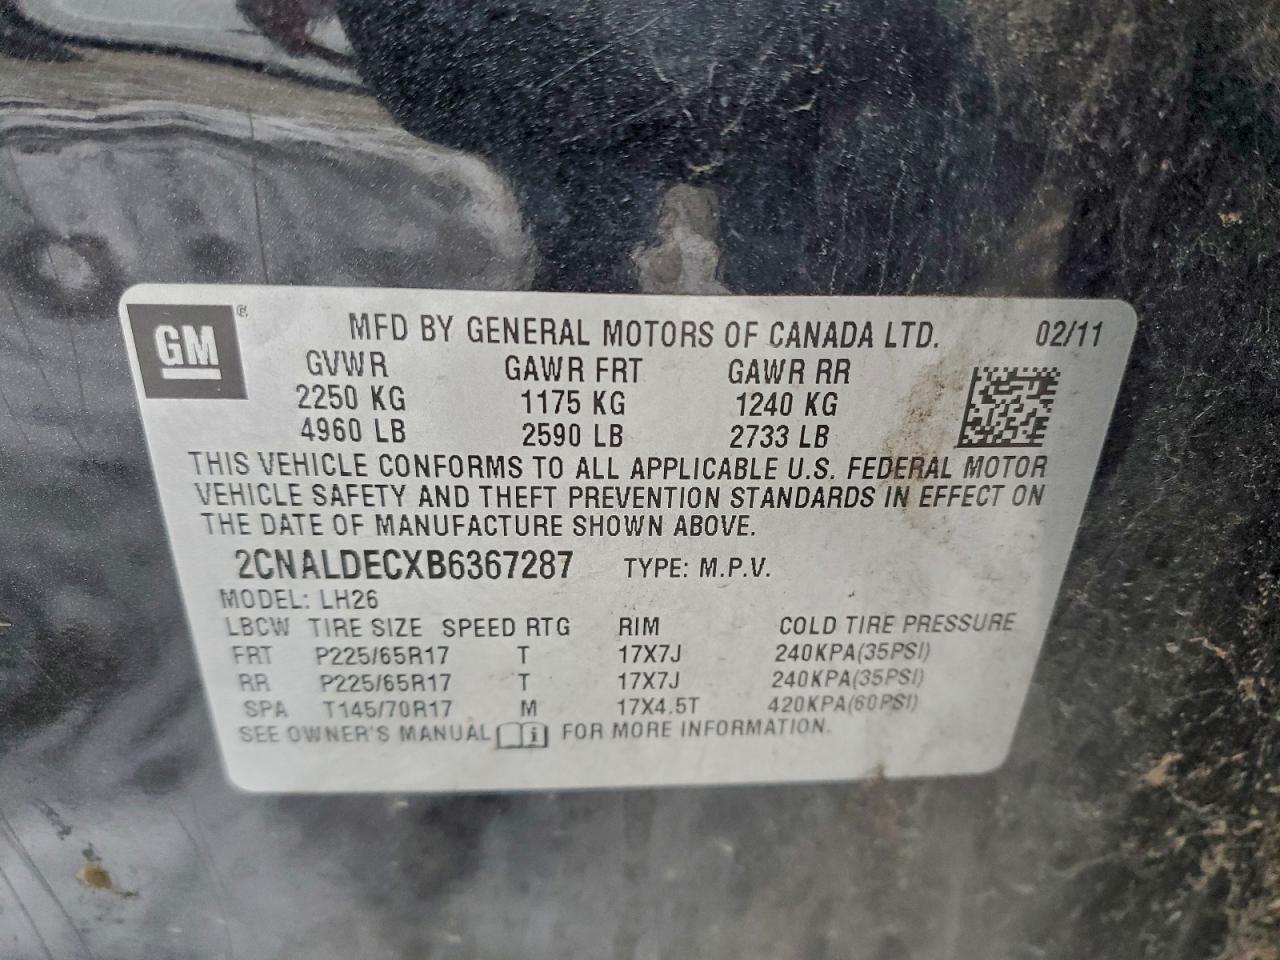 GM® MFD BY GENERAL MOTORS OF CANADA LTD. 02/11
GVWR GAWR FRT GAWR RR
2250 KG 1175 KG 1240 KG
4960 LB 2590 LB 2733 LB
THIS VEHICLE CONFORMS TO ALL APPLICABLE U.S. FEDERAL MOTOR
VEHICLE SAFETY AND THEFT PREVENTION STANDARDS IN EFFECT ON
THE DATE OF MANUFACTURE SHOWN ABOVE.
2CNALDECXB6367287 TYPE: M.P.V.
MODEL: LH26
LBCW TIRE SIZE SPEED RTG RIM COLD TIRE PRESSURE
FRT P225/65R17 T 17X7J 240KPA(35PSI)
RR P225/65R17 T 17X7J 240KPA(35PSI)
SPA T145/70R17 M 17X4.5T 420KPA(60PSI)
SEE OWNER'S MANUAL i FOR MORE INFORMATION.